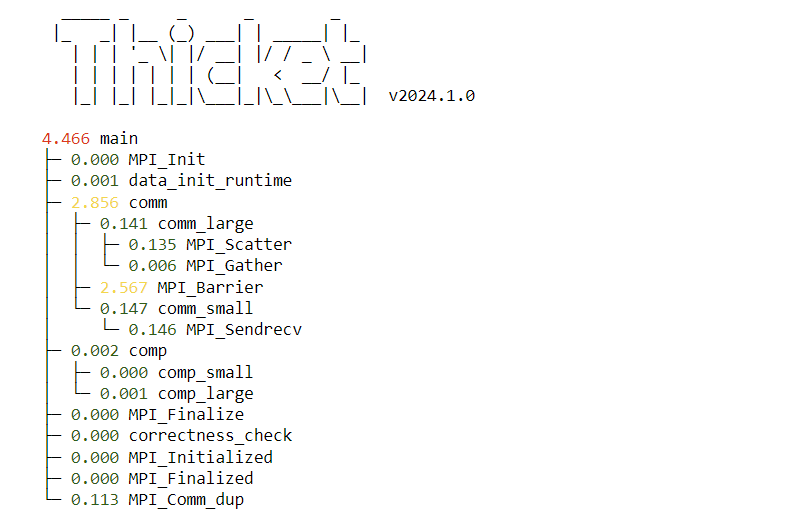 Thicket v2024.1.0
4.466 main
├─ 0.000 MPI_Init
├─ 0.001 data_init_runtime
├─ 2.856 comm
│  ├─ 0.141 comm_large
│  │  ├─ 0.135 MPI_Scatter
│  │  └─ 0.006 MPI_Gather
│  ├─ 2.567 MPI_Barrier
│  └─ 0.147 comm_small
│     └─ 0.146 MPI_Sendrecv
├─ 0.002 comp
│  ├─ 0.000 comp_small
│  └─ 0.001 comp_large
├─ 0.000 MPI_Finalize
├─ 0.000 correctness_check
├─ 0.000 MPI_Initialized
├─ 0.000 MPI_Finalized
└─ 0.113 MPI_Comm_dup